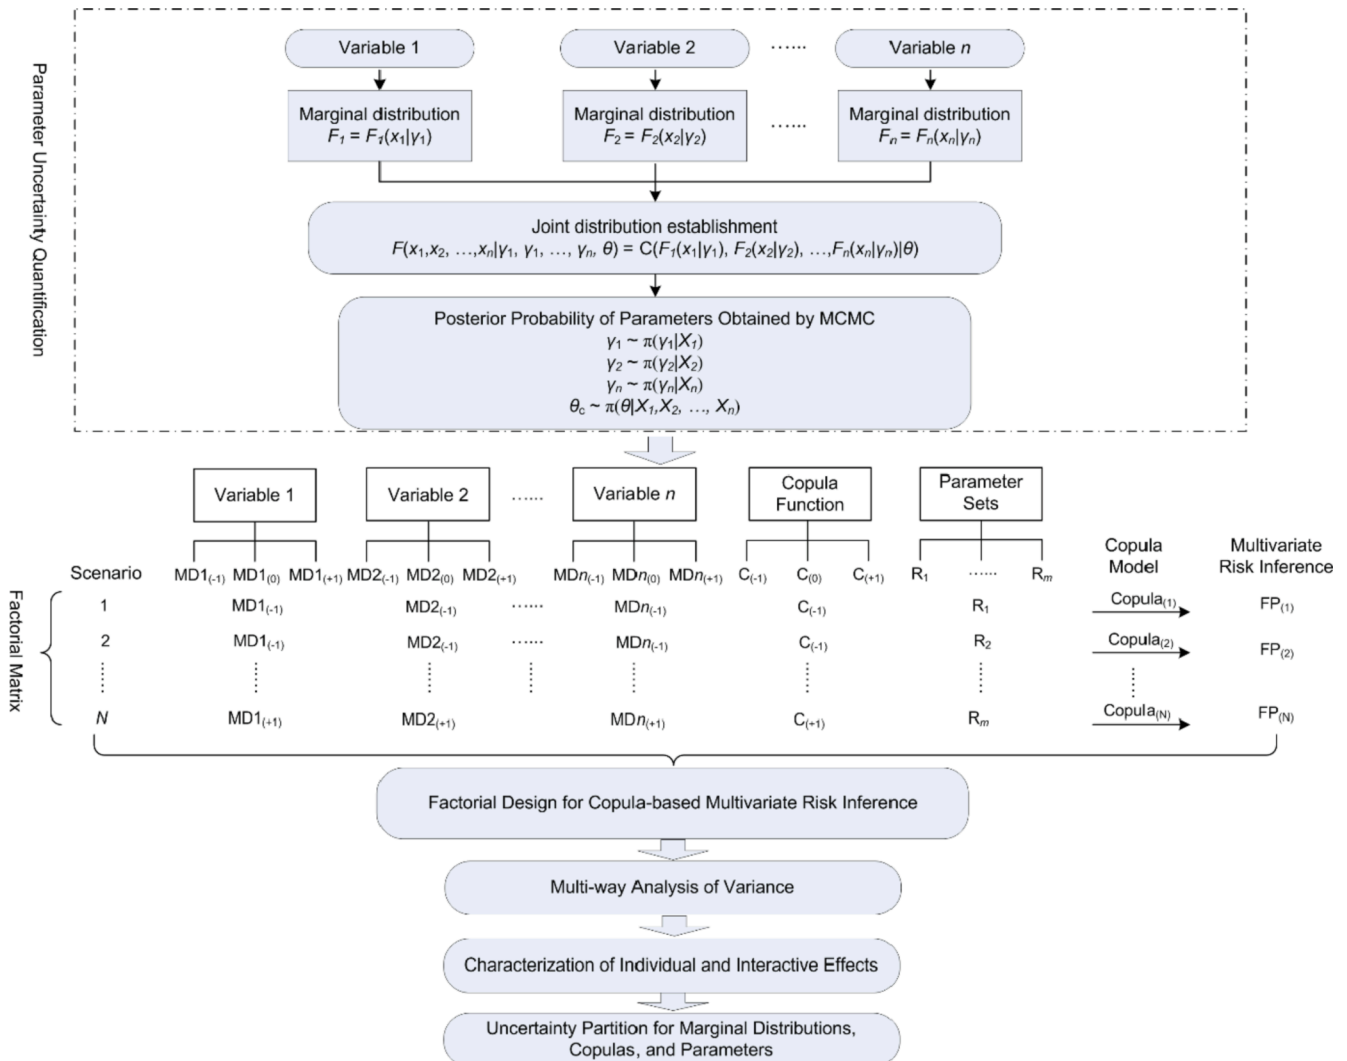 Parameter Uncertainty Quantification
Variable 1
Variable 2
......
Variable n
Marginal distribution
F1 = F1(x1|γ1)
Marginal distribution
F2 = F2(x2|γ2)
......
Marginal distribution
Fn = Fn(xn|γn)
Joint distribution establishment
F(x1,x2, …,xn|γ1, γ1, …, γn, θ) = C(F1(x1|γ1), F2(x2|γ2), …,Fn(xn|γn)|θ)
Posterior Probability of Parameters Obtained by MCMC
γ1 ~ π(γ1|X1)
γ2 ~ π(γ2|X2)
γn ~ π(γn|Xn)
θc ~ π(θ|X1,X2, …, Xn)
Variable 1
Variable 2
......
Variable n
Copula
Function
Parameter
Sets
Copula
Model
Multivariate
Risk Inference
Factorial Matrix
Scenario MD1(-1) MD1(0) MD1(+1) MD2(-1) MD2(0) MD2(+1) MDn(-1) MDn(0) MDn(+1) C(-1) C(0) C(+1) R1 ...... Rm
1 MD1(-1) MD2(-1) ...... MDn(-1) C(-1) R1 Copula(1) FP(1)
2 MD1(-1) MD2(-1) ...... MDn(-1) C(-1) R2 Copula(2) FP(2)
N MD1(+1) MD2(+1) MDn(+1) C(+1) Rm Copula(N) FP(N)
Factorial Design for Copula-based Multivariate Risk Inference
Multi-way Analysis of Variance
Characterization of Individual and Interactive Effects
Uncertainty Partition for Marginal Distributions,
Copulas, and Parameters